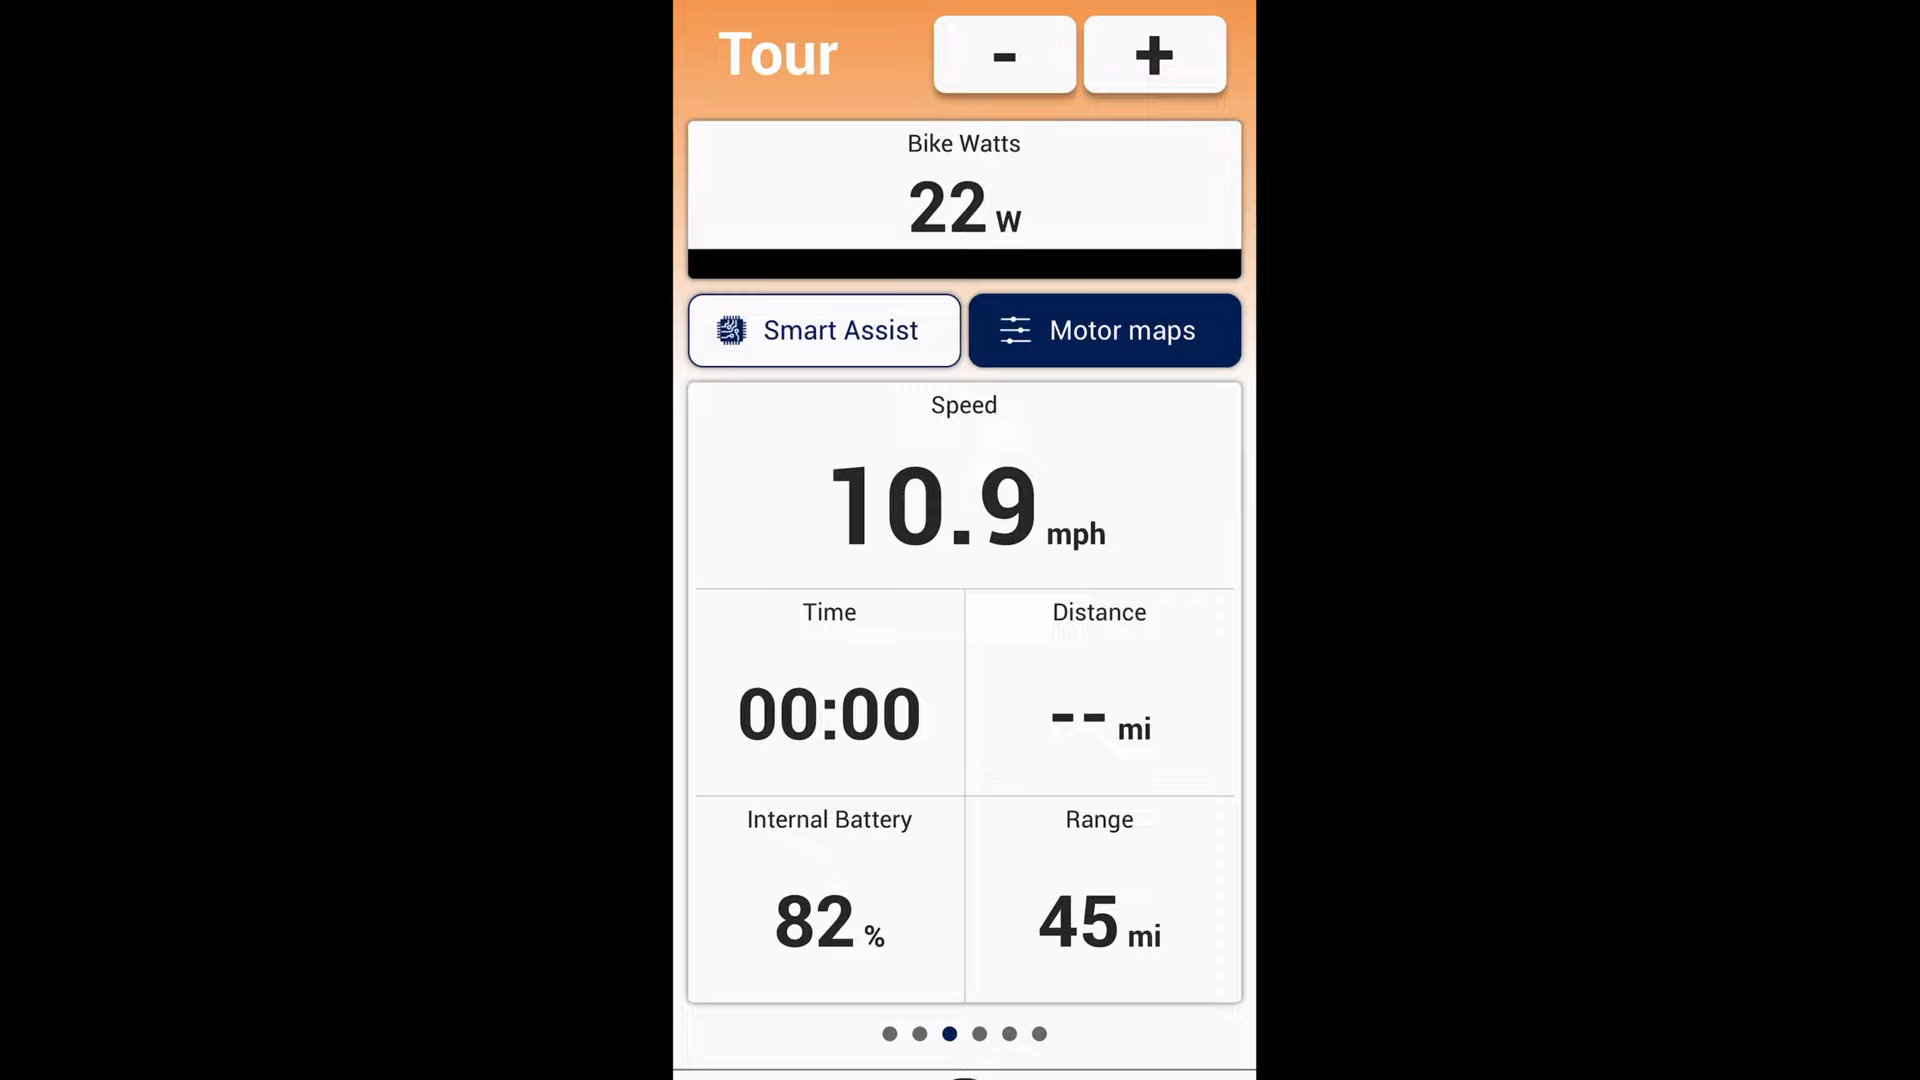 Tour - +
Bike Watts
22 W
Smart Assist Motor maps
Speed
10.9 mph
Time Distance
00:00 -- mi
Internal Battery Range
82 % 45 mi